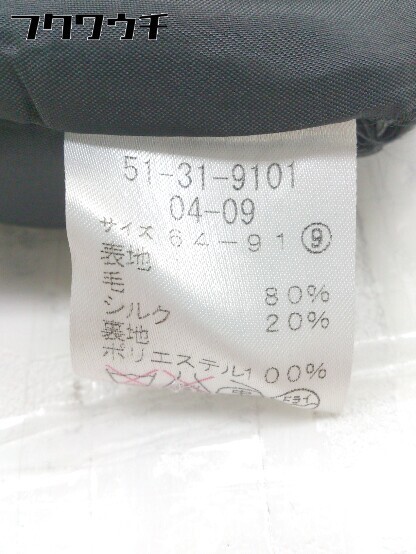 フクワウチ
51-31-9101
04-09
サイズ 64-91 ⑨
表地
毛 80%
シルク 20%
裏地
ポリエステル100%
ドライ